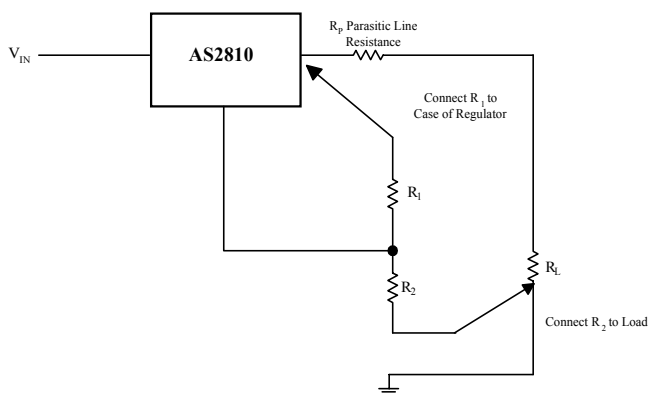 R_P Parasitic Line
Resistance
V_IN
AS2810
Connect R_1 to
Case of Regulator
R_1
R_2
R_L
Connect R_2 to Load